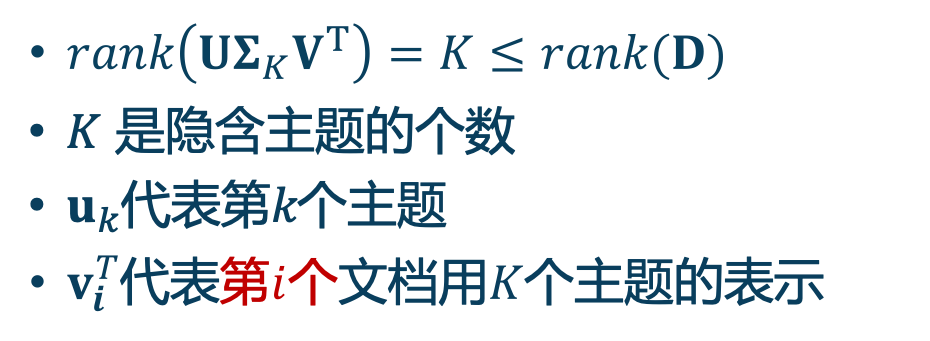 • rank(𝐔𝚺_K𝐕^T) = K ≤ rank(𝐃)
• K 是隐含主题的个数
• 𝐮_k代表第k个主题
• 𝐯_i^T代表第i个文档用K个主题的表示